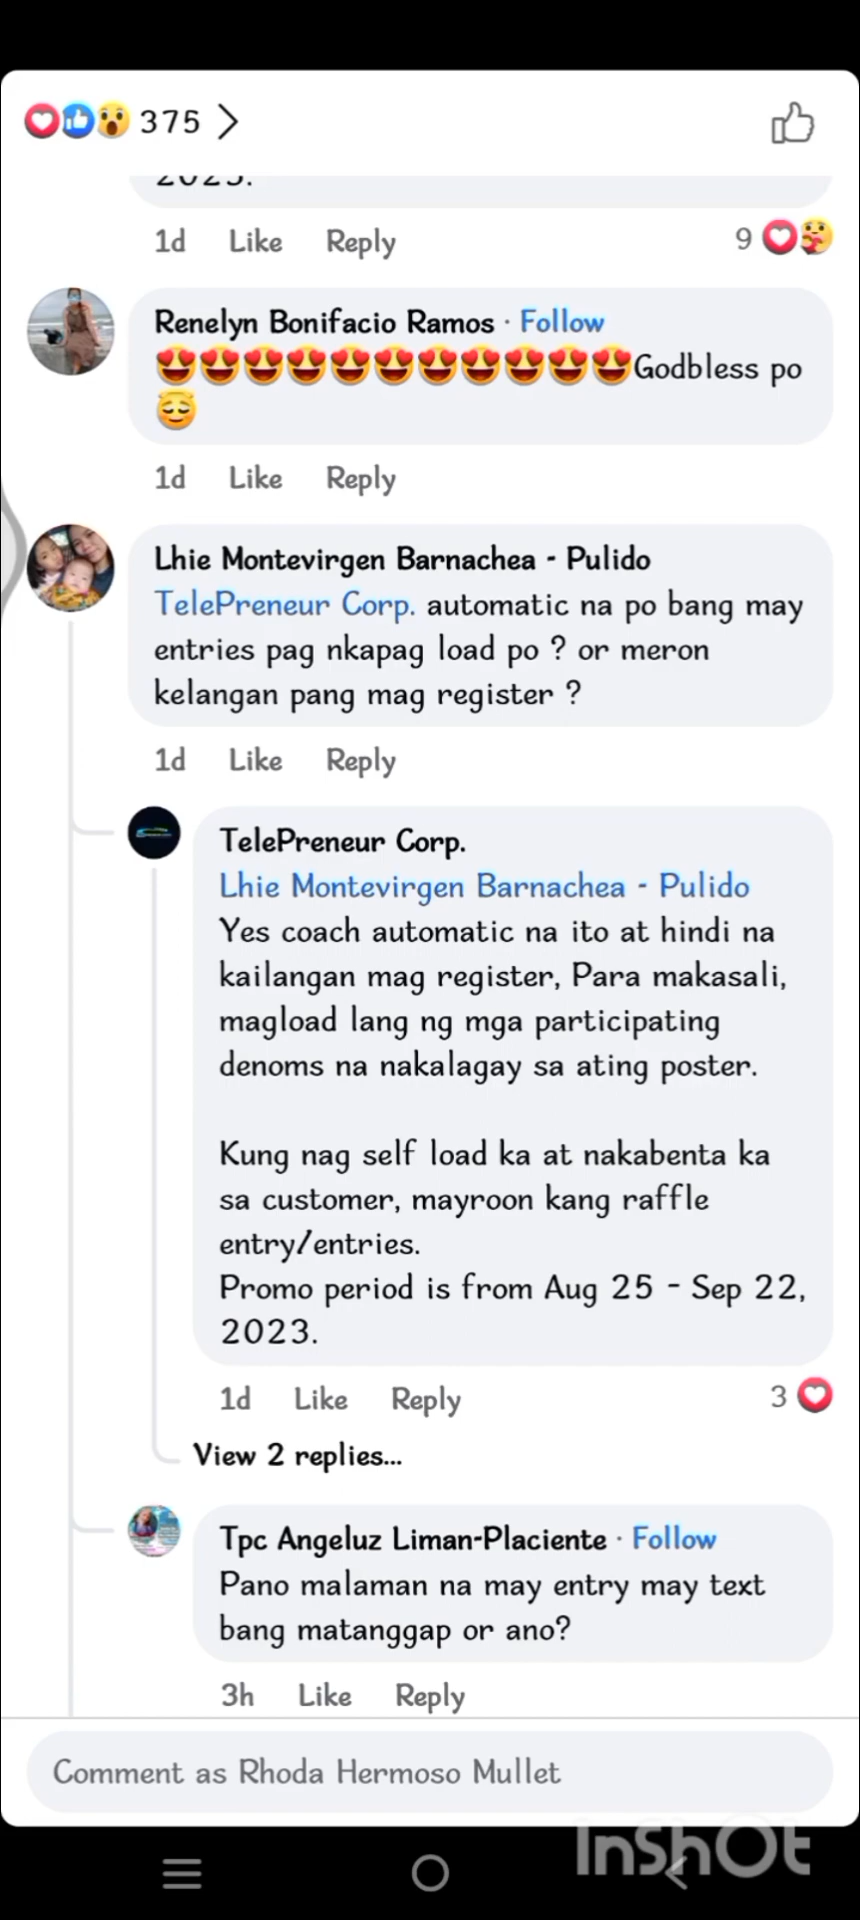 375
2023.
1d Like Reply 9
Renelyn Bonifacio Ramos · Follow
😍😍😍😍😍😍😍😍😍😍😍Godbless po
😇
1d Like Reply
Lhie Montevirgen Barnachea - Pulido
TelePreneur Corp. automatic na po bang may
entries pag nkapag load po ? or meron
kelangan pang mag register ?
1d Like Reply
TelePreneur Corp.
Lhie Montevirgen Barnachea - Pulido
Yes coach automatic na ito at hindi na
kailangan mag register, Para makasali,
magload lang ng mga participating
denoms na nakalagay sa ating poster.
Kung nag self load ka at nakabenta ka
sa customer, mayroon kang raffle
entry/entries.
Promo period is from Aug 25 - Sep 22,
2023.
1d Like Reply 3
View 2 replies...
Tpc Angeluz Liman-Placiente · Follow
Pano malaman na may entry may text
bang matanggap or ano?
3h Like Reply
Comment as Rhoda Hermoso Mullet
InShOt